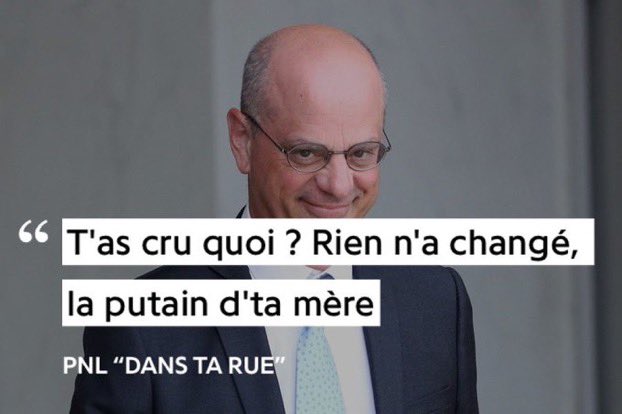 “
T'as cru quoi ? Rien n'a changé,
la putain d'ta mère
PNL “DANS TA RUE”